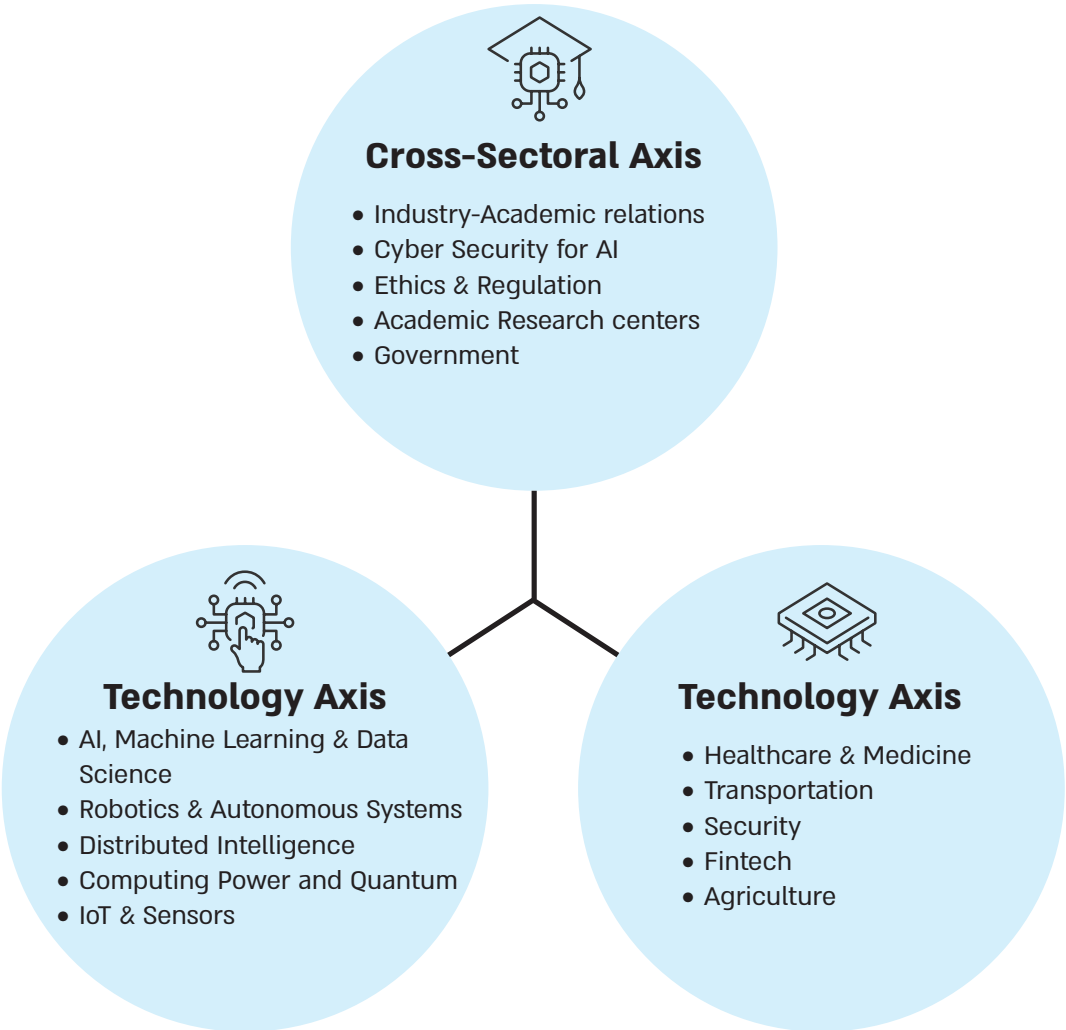 Cross-Sectoral Axis
• Industry-Academic relations
• Cyber Security for AI
• Ethics & Regulation
• Academic Research centers
• Government
Technology Axis
• AI, Machine Learning & Data
Science
• Robotics & Autonomous Systems
• Distributed Intelligence
• Computing Power and Quantum
• IoT & Sensors
Technology Axis
• Healthcare & Medicine
• Transportation
• Security
• Fintech
• Agriculture